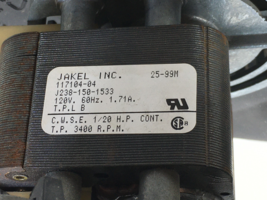 JAKEL INC. 25-99M
117104-04
J238-150-1533
120V. 60Hz. 1.71A.
T.P.L B
C.W.S.E. 1/20 H.P. CONT.
T.P. 3400 R.P.M.